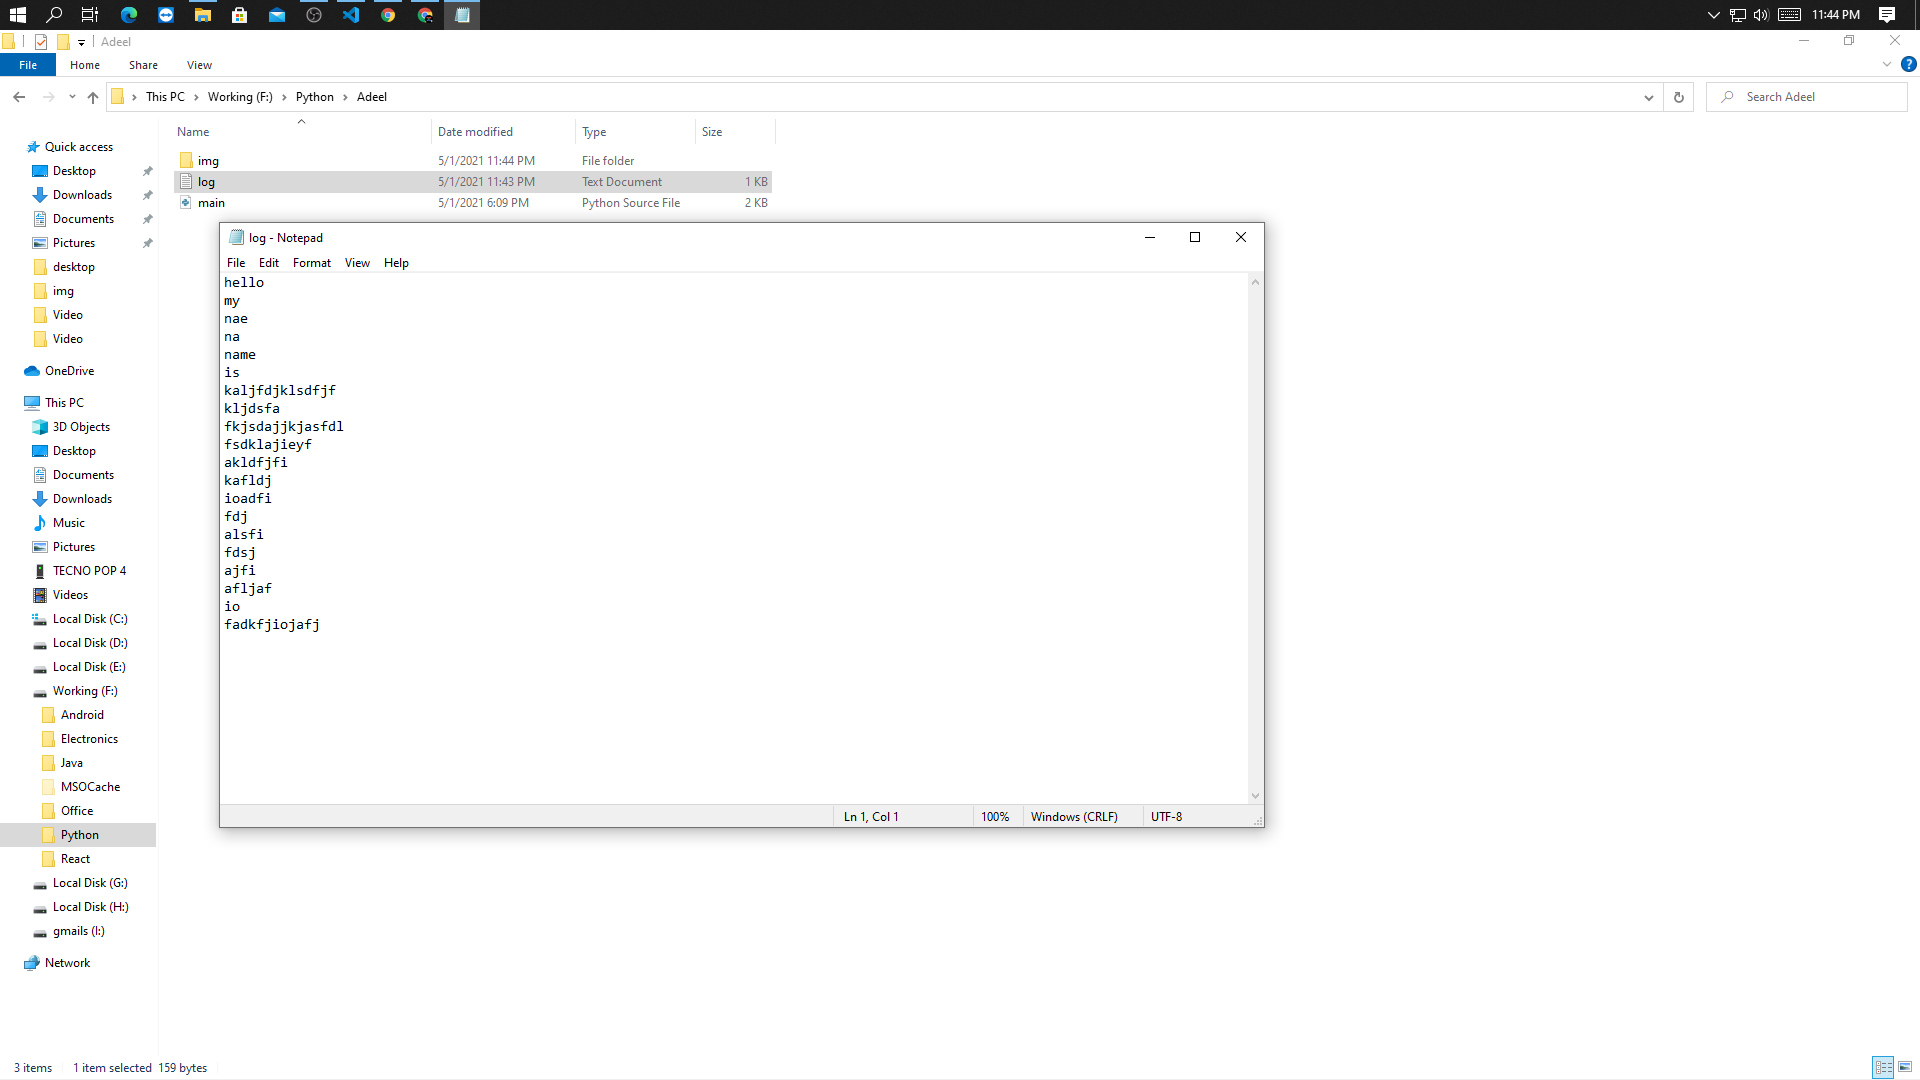 11:44 PM
Adeel
File Home Share View
This PC Working (F:) Python Adeel
Search Adeel
Name Date modified Type Size
img 5/1/2021 11:44 PM File folder
log 5/1/2021 11:43 PM Text Document 1 KB
main 5/1/2021 6:09 PM Python Source File 2 KB
Quick access
Desktop
Downloads
Documents
Pictures
desktop
img
Video
Video
OneDrive
This PC
3D Objects
Desktop
Documents
Downloads
Music
Pictures
TECNO POP 4
Videos
Local Disk (C:)
Local Disk (D:)
Local Disk (E:)
Working (F:)
Android
Electronics
Java
MSOCache
Office
Python
React
Local Disk (G:)
Local Disk (H:)
gmails (I:)
Network
log - Notepad
File Edit Format View Help
hello
my
nae
na
name
is
kaljfdjklsdfjf
kljdsfa
fkjsdajjkjasfdl
fsdklajieyf
akldfjfi
kafldj
ioadfi
fdj
alsfi
fdsj
ajfi
afljaf
io
fadkfjiojafj
Ln 1, Col 1 100% Windows (CRLF) UTF-8
3 items 1 item selected 159 bytes